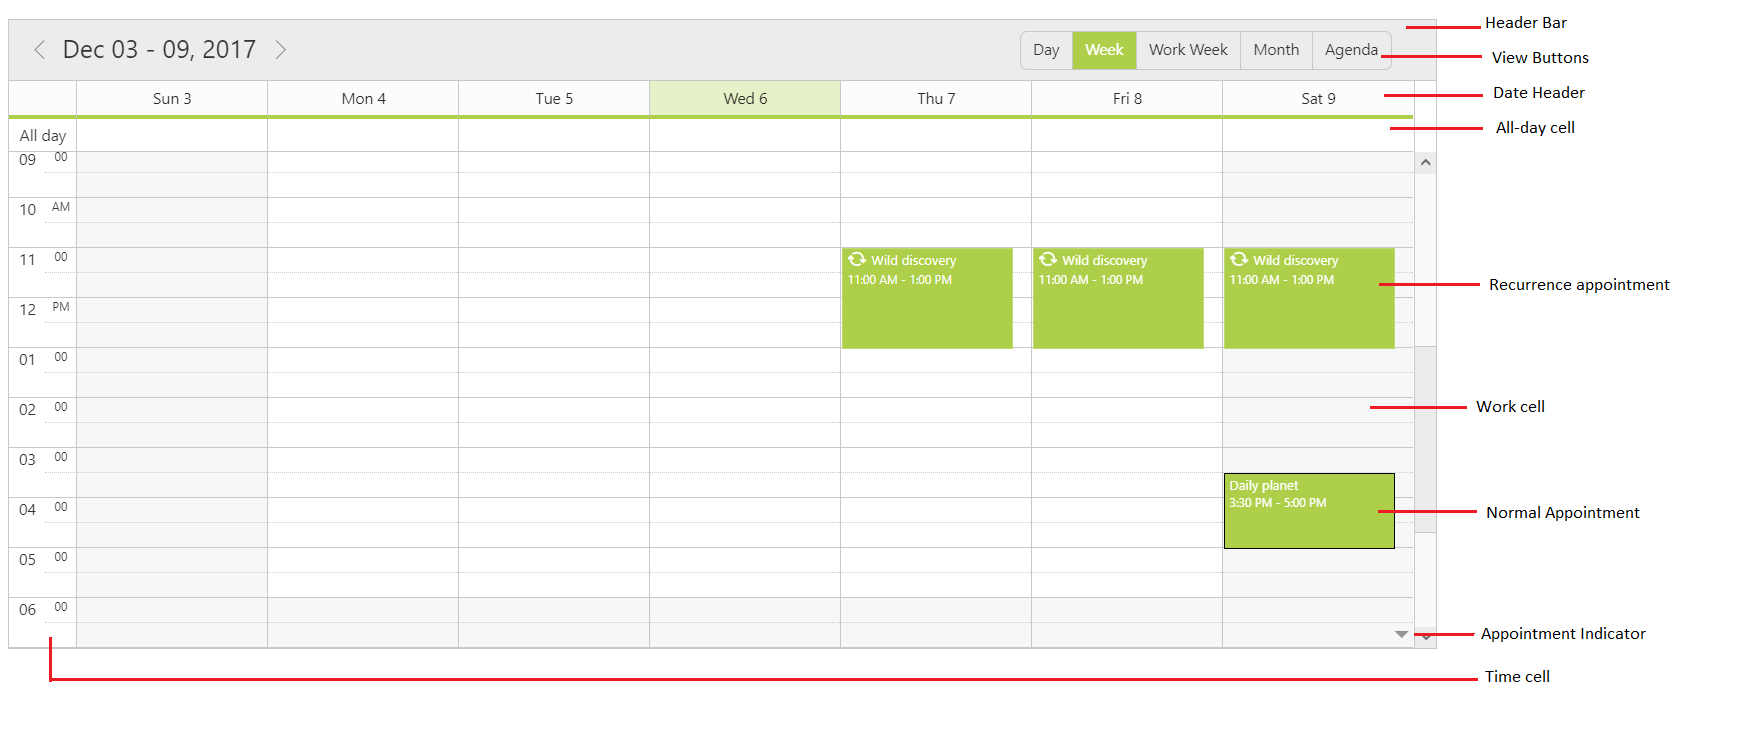 Header Bar
Dec 03 - 09, 2017
Day Week Work Week Month Agenda
View Buttons
Sun 3 Mon 4 Tue 5 Wed 6 Thu 7 Fri 8 Sat 9
Date Header
All day
All-day cell
09 00
10 AM
11 00
Wild discovery Wild discovery Wild discovery
11:00 AM - 1:00 PM 11:00 AM - 1:00 PM 11:00 AM - 1:00 PM
Recurrence appointment
12 PM
01 00
02 00
Work cell
03 00
Daily planet
3:30 PM - 5:00 PM
04 00
Normal Appointment
05 00
06 00
Appointment Indicator
Time cell